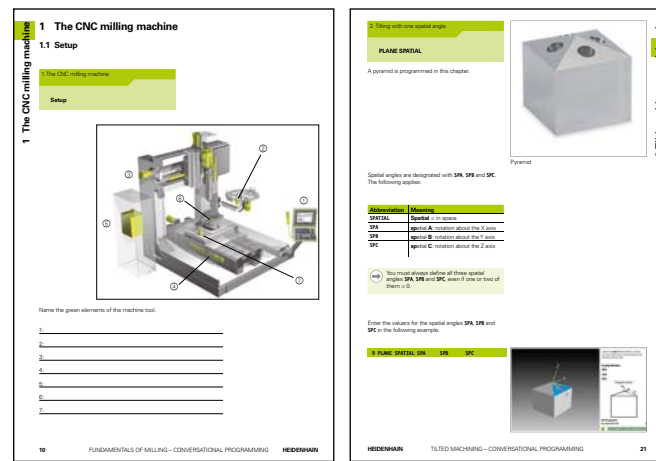 1 The CNC milling machine
1 The CNC milling machine
1.1 Setup
1.The CNC milling machine
Setup
1
2
3
4
5
6
7
Name the green elements of the machine tool.
1:
2:
3:
4:
5:
6:
7:
10 FUNDAMENTALS OF MILLING – CONVERSATIONAL PROGRAMMING HEIDENHAIN
2. Tilting with one spatial angle
PLANE SPATIAL
A pyramid is programmed in this chapter.
Pyramid
Spatial angles are designated with SPA, SPB and SPC.
The following applies:
Abbreviation Meaning
SPATIAL Spatial = in space
SPA spatial A: rotation about the X axis
SPB spatial B: rotation about the Y axis
SPC spatial C: rotation about the Z axis
You must always define all three spatial
angles SPA, SPB and SPC, even if one or two of
them = 0.
Enter the valuers for the spatial angles SPA, SPB and
SPC in the following example.
9 PLANE SPATIAL SPA SPB SPC
HEIDENHAIN TILTED MACHINING – CONVERSATIONAL PROGRAMMING 21